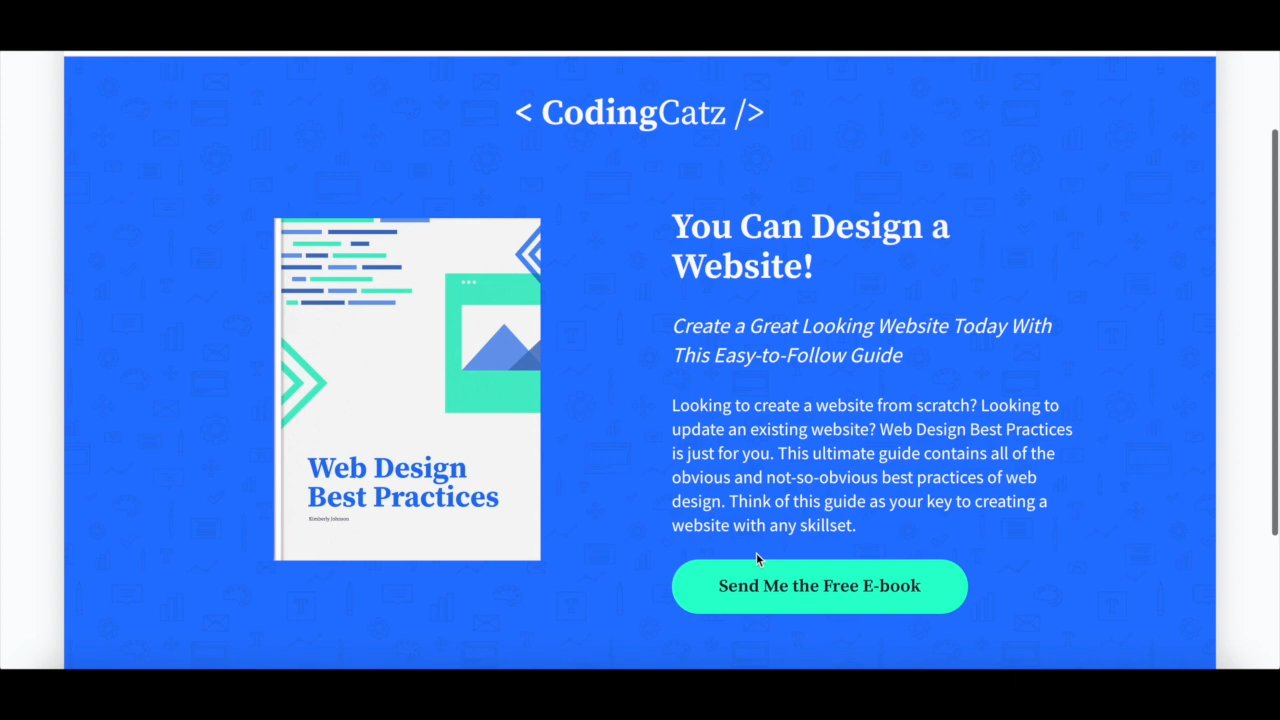 < CodingCatz />
You Can Design a
Website!
Create a Great Looking Website Today With
This Easy-to-Follow Guide
Looking to create a website from scratch? Looking to
update an existing website? Web Design Best Practices
is just for you. This ultimate guide contains all of the
obvious and not-so-obvious best practices of web
design. Think of this guide as your key to creating a
website with any skillset.
Send Me the Free E-book
Web Design
Best Practices
Kimberly Johnson